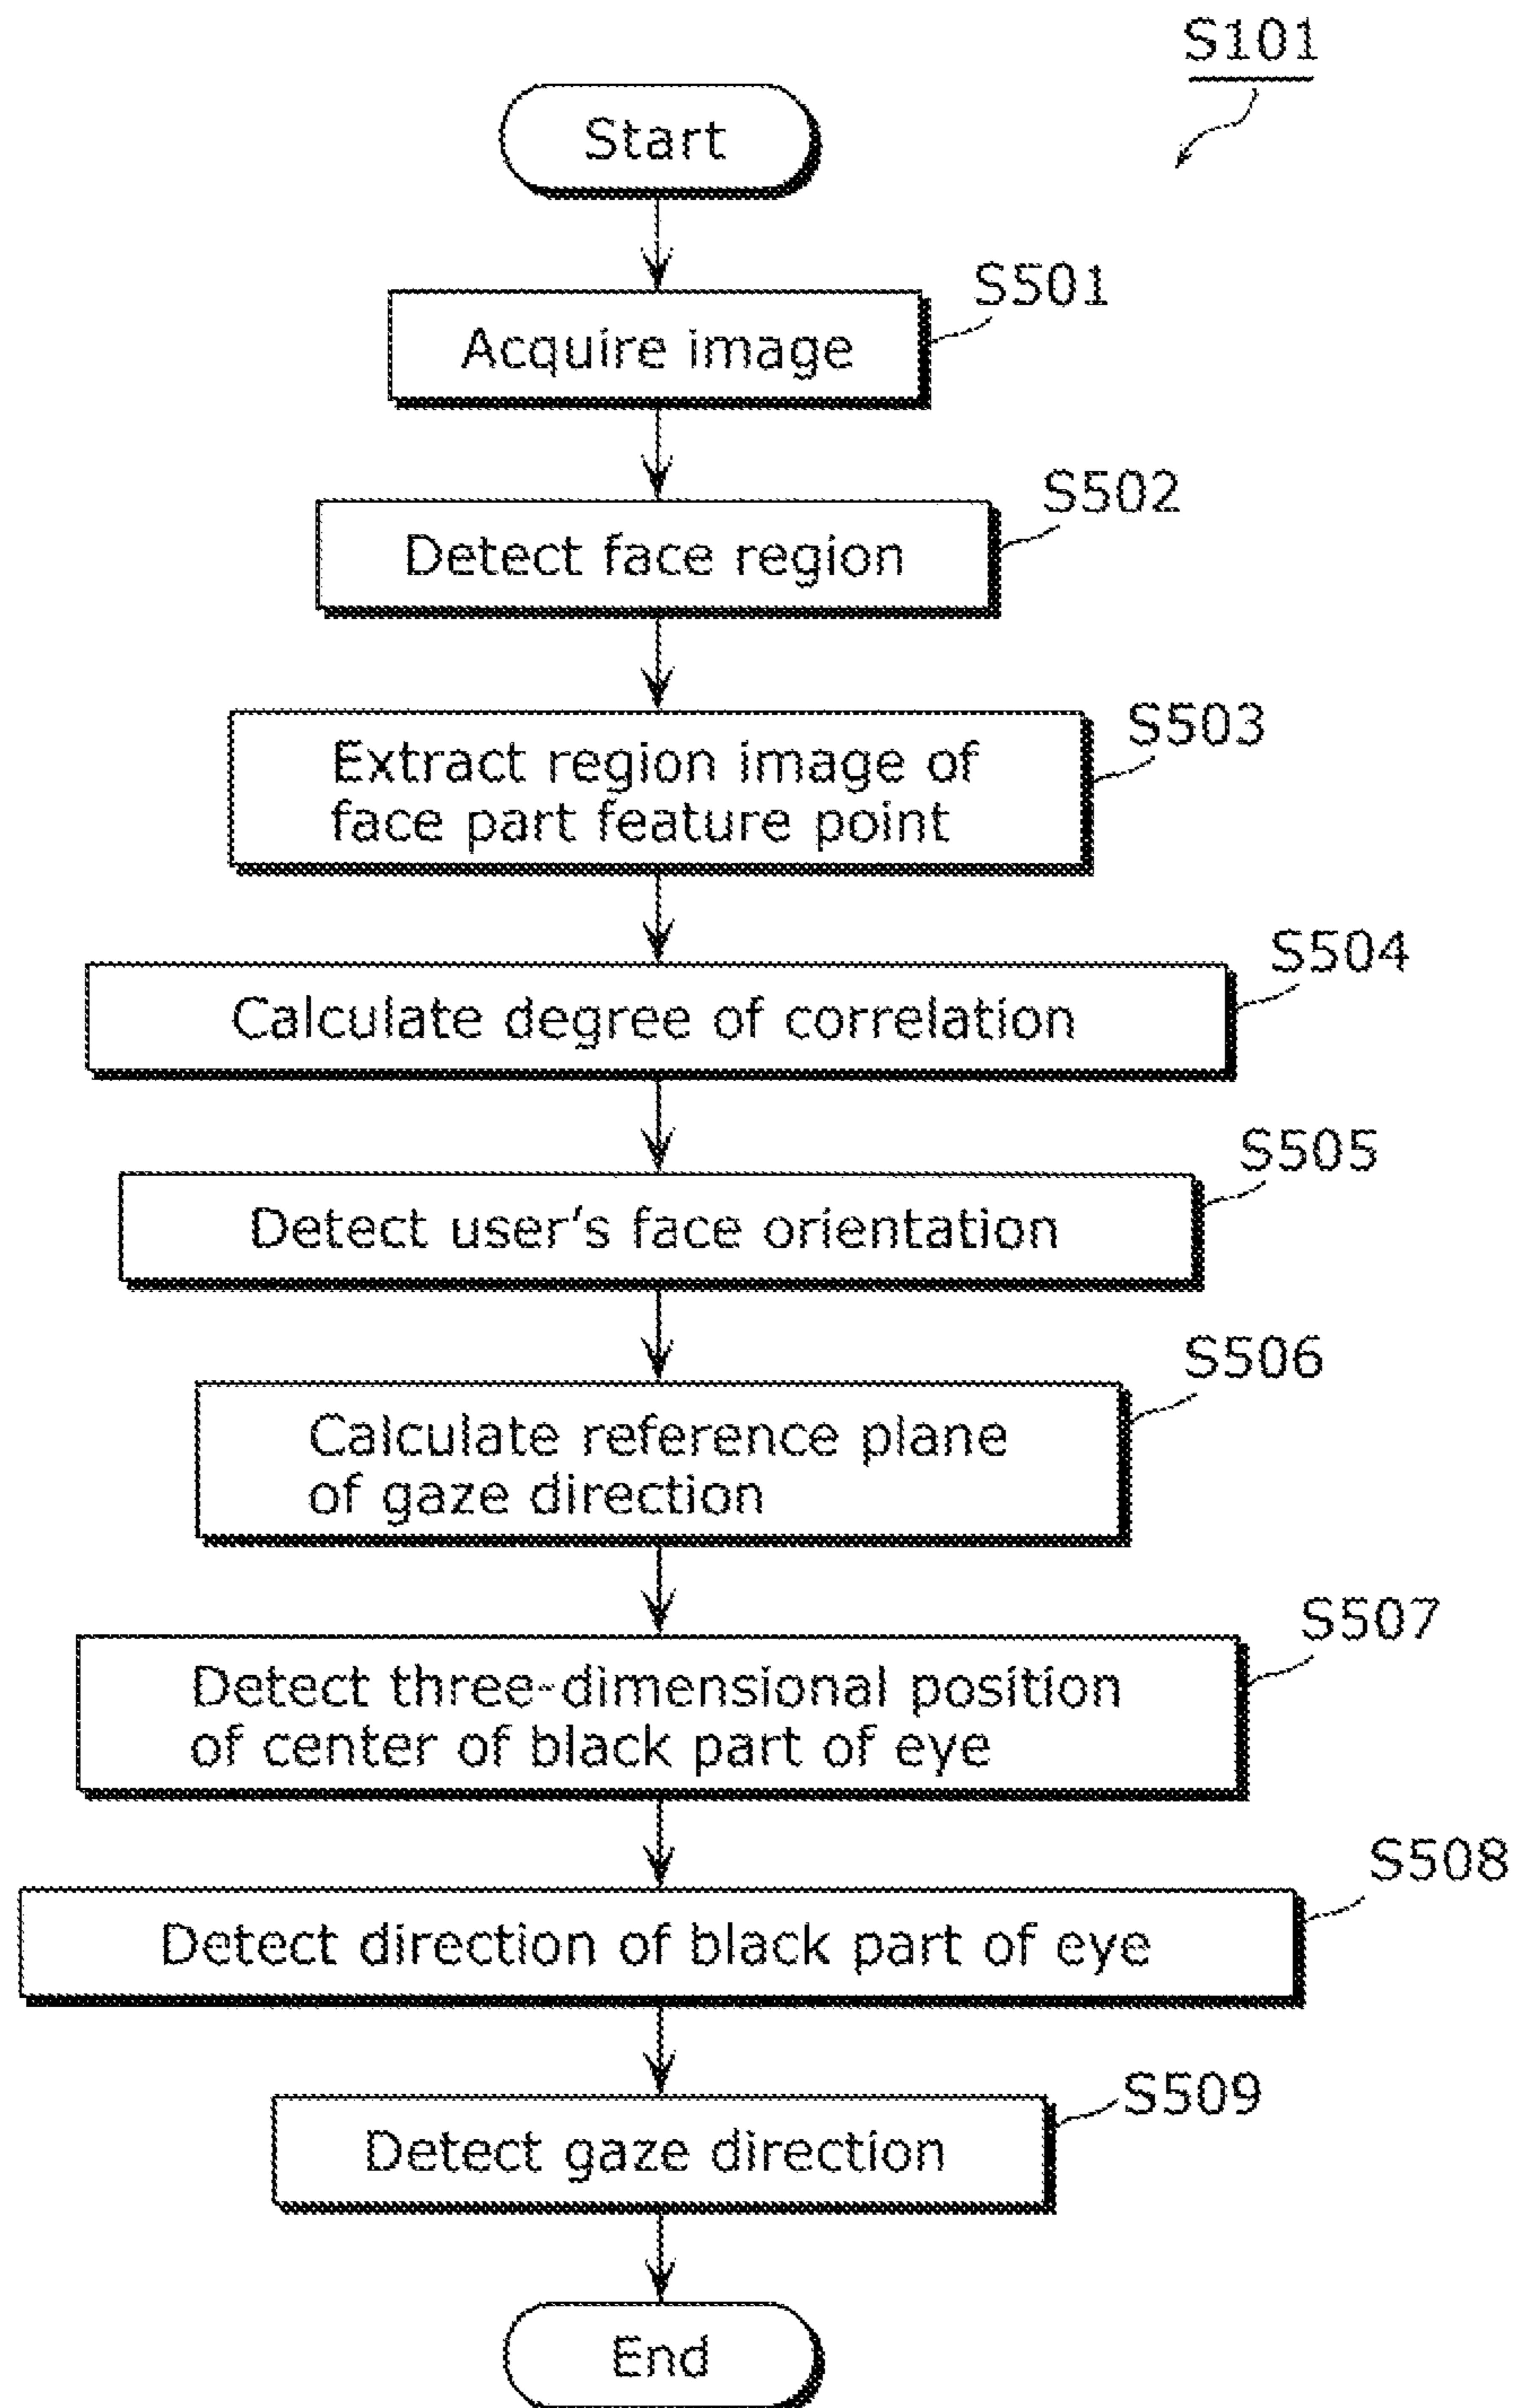 S101
Start
S501
Acquire image
S502
Detect face region
S503
Extract region image of
face part feature point
S504
Calculate degree of correlation
S505
Detect user's face orientation
S506
Calculate reference plane
of gaze direction
S507
Detect three-dimensional position
of center of black part of eye
S508
Detect direction of black part of eye
S509
Detect gaze direction
End